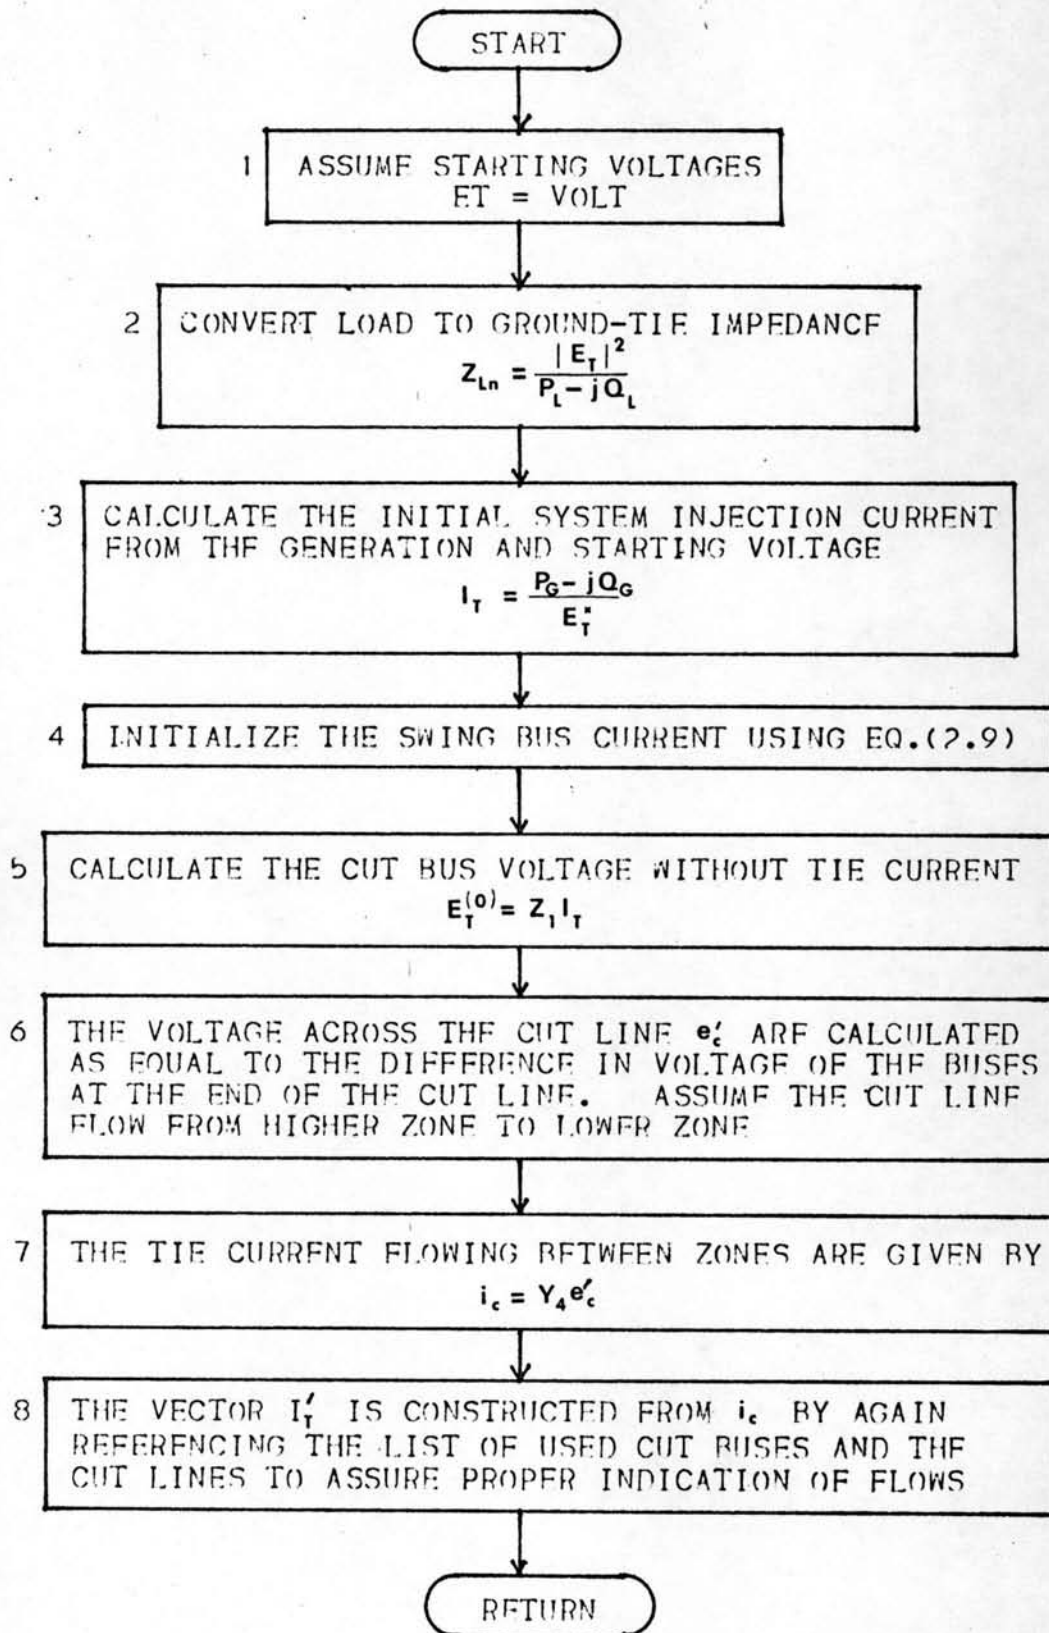 START
1 ASSUME STARTING VOLTAGES
ET = VOLT
2 CONVERT LOAD TO GROUND-TIE IMPEDANCE
Z_Ln = |E_T|² / (P_L - jQ_L)
3 CALCULATE THE INITIAL SYSTEM INJECTION CURRENT
FROM THE GENERATION AND STARTING VOLTAGE
I_T = (P_G - jQ_G) / E_T^*
4 INITIALIZE THE SWING BUS CURRENT USING EQ.(2.9)
5 CALCULATE THE CUT BUS VOLTAGE WITHOUT TIE CURRENT
E_T^(0) = Z_1 I_T
6 THE VOLTAGE ACROSS THE CUT LINE e'_c ARE CALCULATED
AS EQUAL TO THE DIFFERENCE IN VOLTAGE OF THE BUSES
AT THE END OF THE CUT LINE. ASSUME THE CUT LINE
FLOW FROM HIGHER ZONE TO LOWER ZONE
7 THE TIE CURRENT FLOWING BETWEEN ZONES ARE GIVEN BY
i_c = Y_4 e'_c
8 THE VECTOR I'_T IS CONSTRUCTED FROM i_c BY AGAIN
REFERENCING THE LIST OF USED CUT BUSES AND THE
CUT LINES TO ASSURE PROPER INDICATION OF FLOWS
RETURN